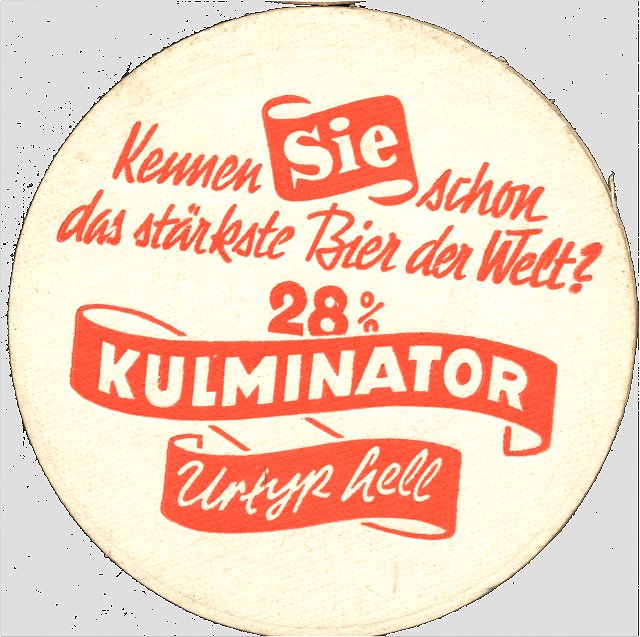 Kennen Sie schon
das stärkste Bier der Welt?
28%
KULMINATOR
Urtyp hell